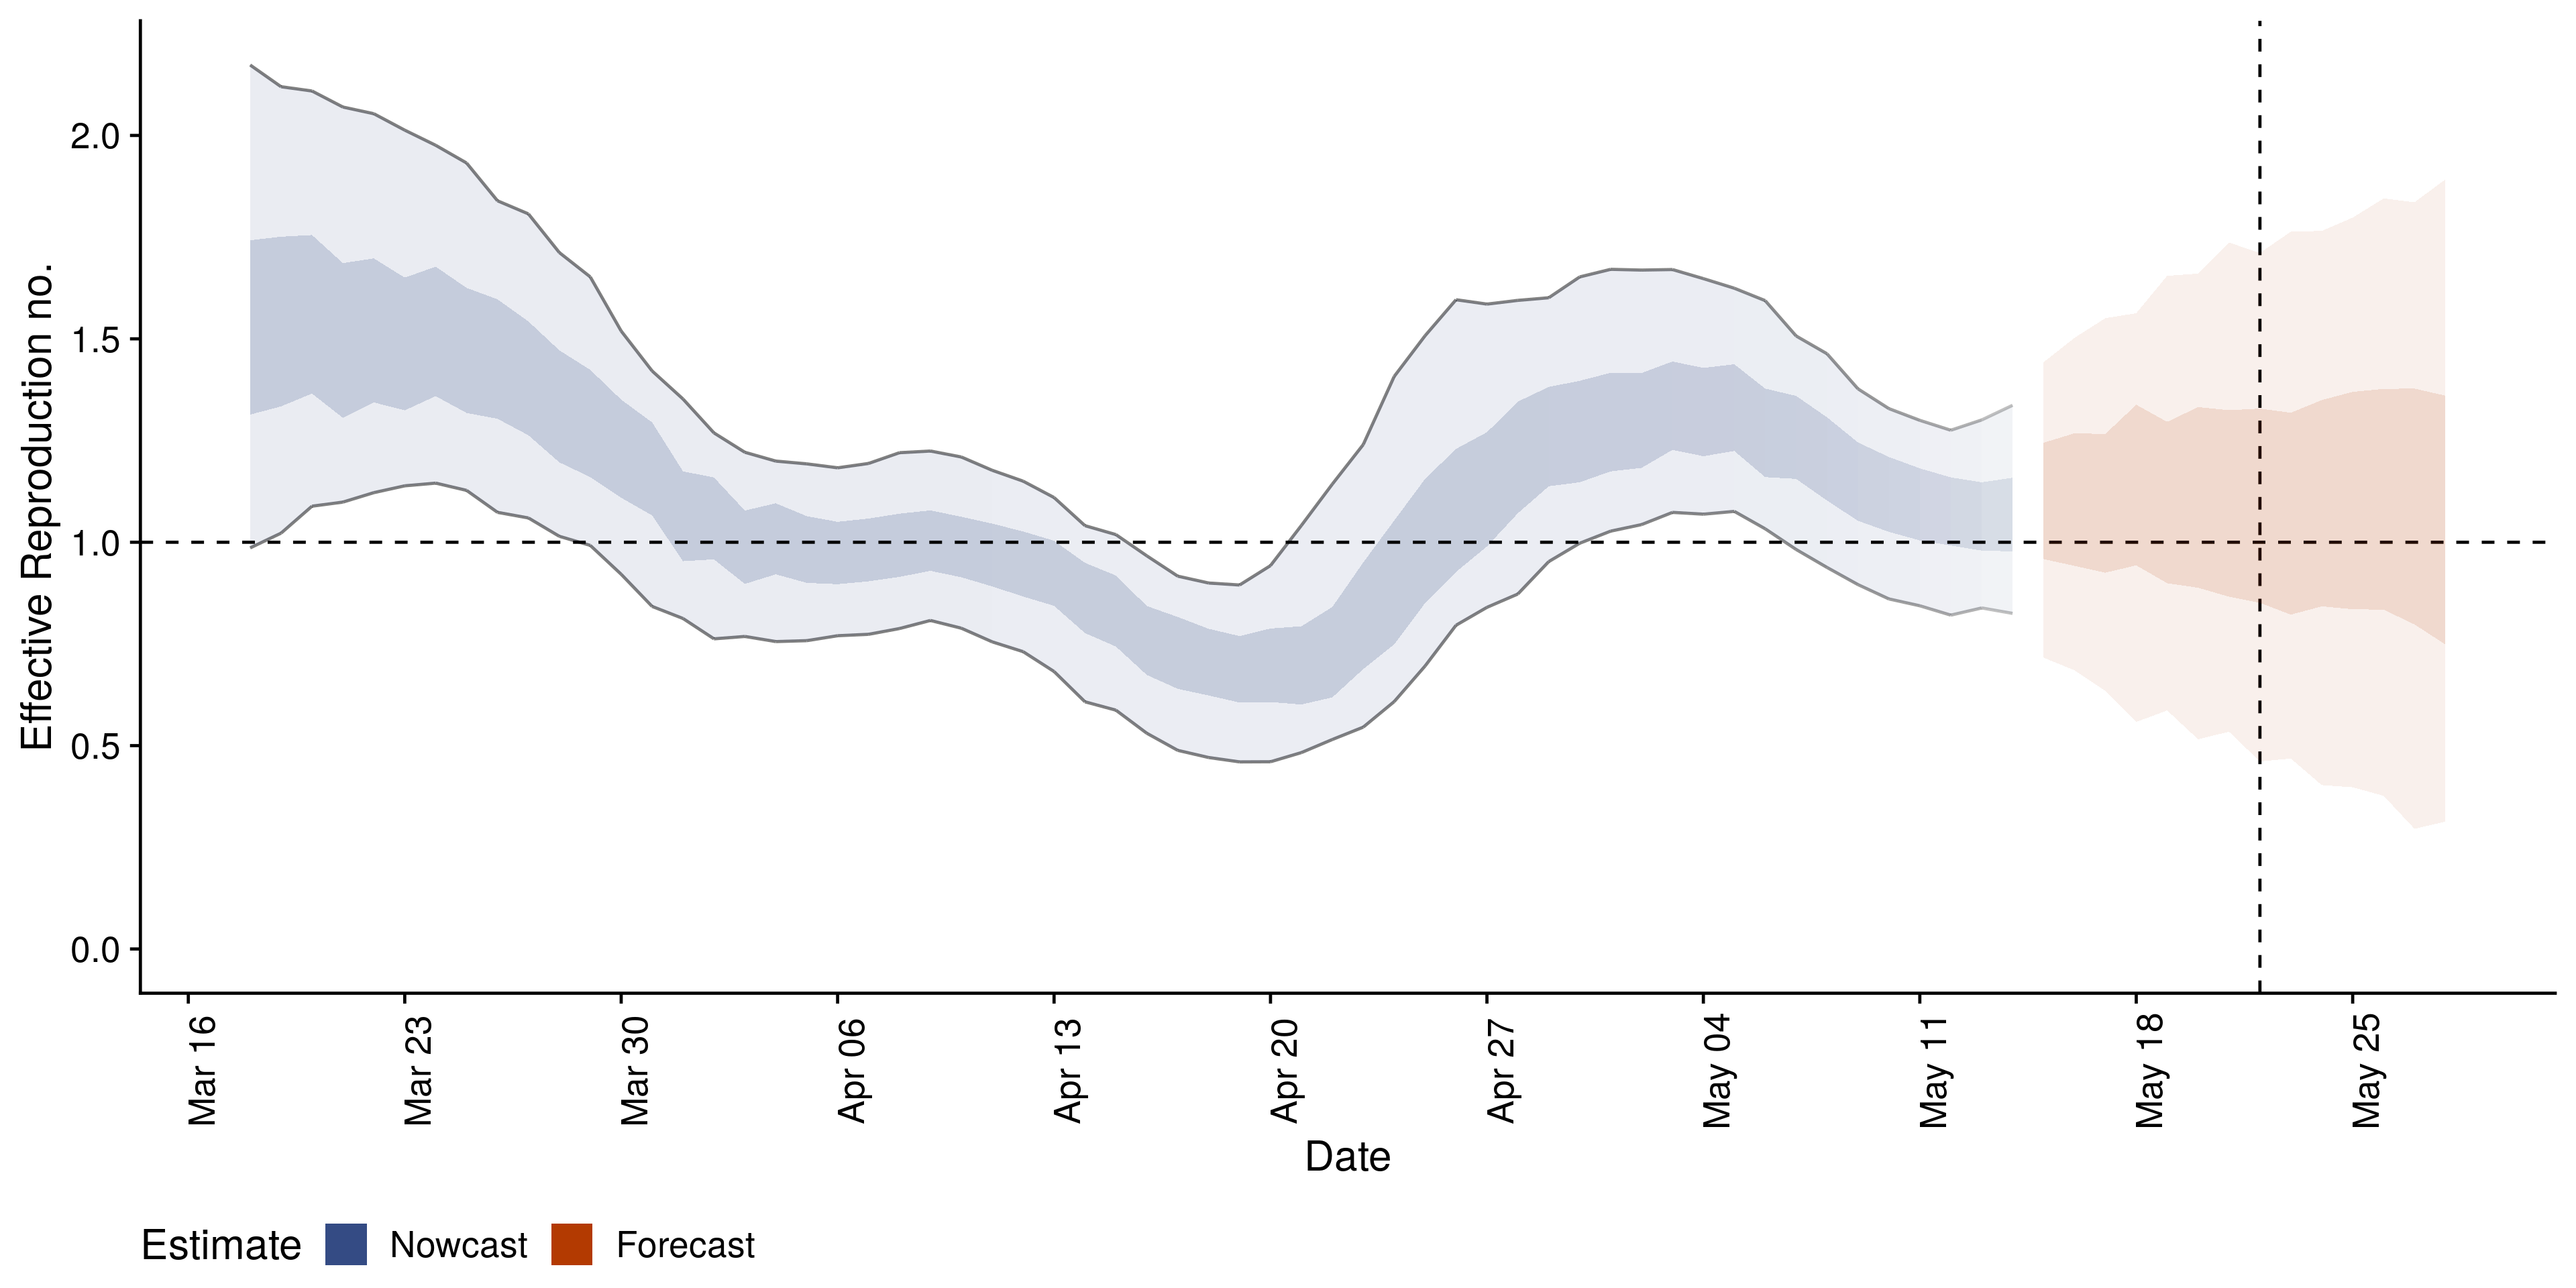 Effective Reproduction no.
2.0
1.5
1.0
0.5
0.0
Mar 16
Mar 23
Mar 30
Apr 06
Apr 13
Apr 20
Apr 27
May 04
May 11
May 18
May 25
Date
Estimate Nowcast Forecast